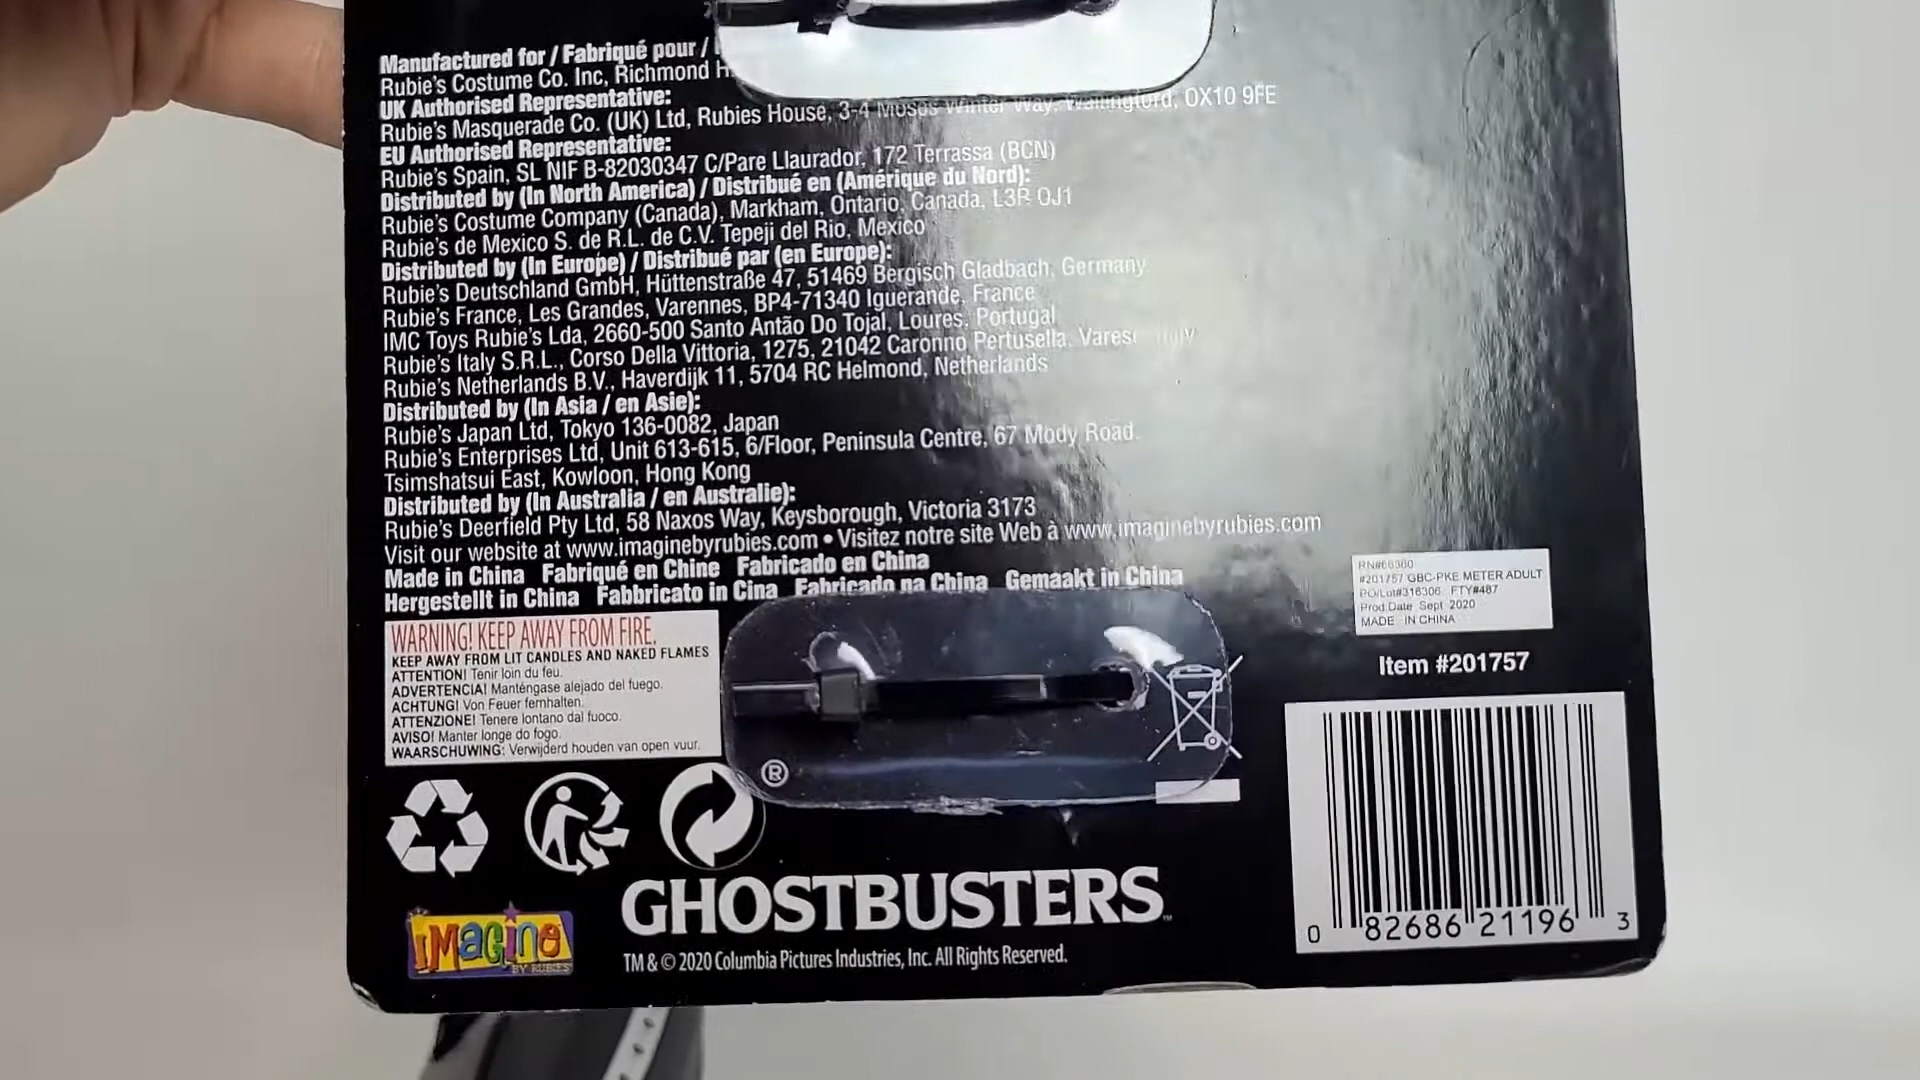 Manufactured for / Fabriqué pour /
Rubie's Costume Co. Inc, Richmond
UK Authorised Representative:
Rubie's Masquerade Co. (UK) Ltd, Rubies House, 3-4 Moses Winter Way, Wallingford, OX10 9FE
EU Authorised Representative:
Rubie's Spain, SL NIF B-82030347 C/Pare Llaurador, 172 Terrassa (BCN)
Distributed by (In North America) / Distribué en (Amérique du Nord):
Rubie's Costume Company (Canada), Markham, Ontario, Canada, L3R OJ1
Rubie's de Mexico S. de R.L. de C.V. Tepeji del Rio, Mexico
Distributed by (In Europe) / Distribué par (en Europe):
Rubie's Deutschland GmbH, Hüttenstraße 47, 51469 Bergisch Gladbach, Germany
Rubie's France, Les Grandes, Varennes, BP4-71340 Iguerande, France
IMC Toys Rubie's Lda, 2660-500 Santo Antão Do Tojal, Loures, Portugal
Rubie's Italy S.R.L., Corso Della Vittoria, 1275, 21042 Caronno Pertusella,
Rubie's Netherlands B.V., Haverdijk 11, 5704 RC Helmond, Netherlands
Distributed by (In Asia / en Asie):
Rubie's Japan Ltd, Tokyo 136-0082, Japan
Rubie's Enterprises Ltd, Unit 613-615, 6/Floor, Peninsula Centre, 67 Mody Road.
Tsimshatsui East, Kowloon, Hong Kong
Distributed by (In Australia / en Australie):
Rubie's Deerfield Pty Ltd, 58 Naxos Way, Keysborough, Victoria 3173
Visit our website at www.imaginebyrubies.com • Visitez notre site Web à www.imaginebyrubies.com
Made in China Fabriqué en Chine Fabricado en China
Hergestellt in China Fabbricato in Cina Fabricado na China Gemaakt in China
WARNING! KEEP AWAY FROM FIRE.
KEEP AWAY FROM LIT CANDLES AND NAKED FLAMES
ATTENTION! Tenir loin du feu.
ADVERTENCIA! Manténgase alejado del fuego.
ACHTUNG! Von Feuer fernhalten.
ATTENZIONE! Tenere lontano dal fuoco.
AVISO! Manter longe do fogo.
WAARSCHUWING: Verwijderd houden van open vuur.
#201757 GBC-PKE METER ADULT
PO/Lot#316306 FTY#487
Prod.Date Sept 2020
MADE IN CHINA
Item #201757
0 82686 21196 3
®
IMAGINE
BY RUBIES
GHOSTBUSTERS™
TM & © 2020 Columbia Pictures Industries, Inc. All Rights Reserved.